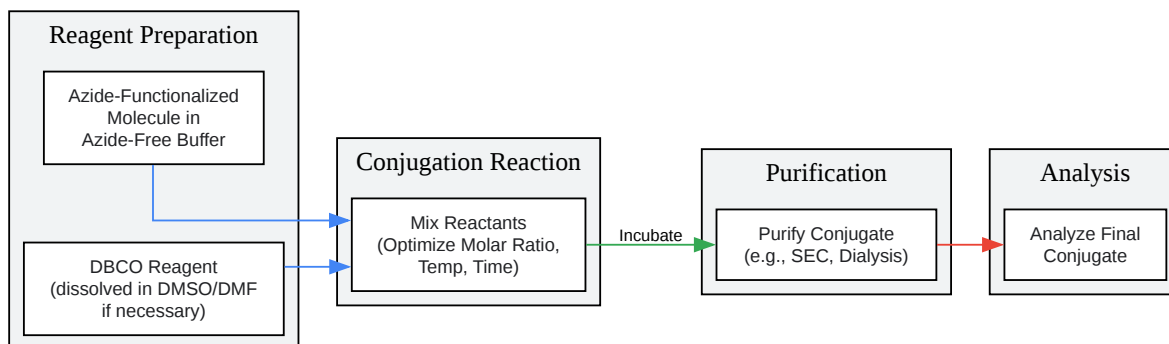 Reagent Preparation
Azide-Functionalized
Molecule in
Azide-Free Buffer
DBCO Reagent
(dissolved in DMSO/DMF
if necessary)
Conjugation Reaction
Mix Reactants
(Optimize Molar Ratio,
Temp, Time)
Incubate
Purification
Purify Conjugate
(e.g., SEC, Dialysis)
Analysis
Analyze Final
Conjugate